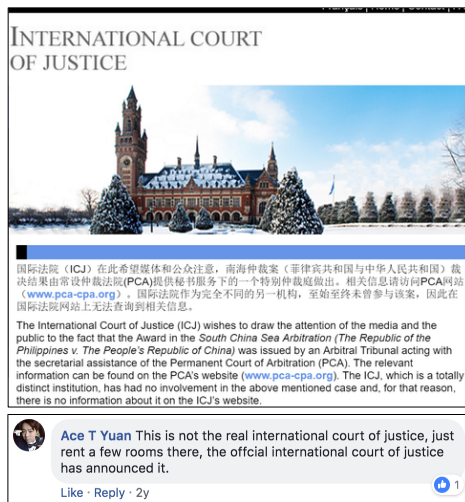 INTERNATIONAL COURT
OF JUSTICE
国际法院（ICJ）在此希望媒体和公众注意，南海仲裁案（菲律宾共和国与中华人民共和国）裁
决结果由常设仲裁法院(PCA)提供秘书服务下的一个特别仲裁庭做出。相关信息请访问PCA网站
（www.pca-cpa.org）。国际法院作为完全不同的另一机构，至始至终未曾参与该案，因此在
国际法院网站上无法查询到相关信息。
The International Court of Justice (ICJ) wishes to draw the attention of the media and the
public to the fact that the Award in the South China Sea Arbitration (The Republic of the
Philippines v. The People's Republic of China) was issued by an Arbitral Tribunal acting with
the secretarial assistance of the Permanent Court of Arbitration (PCA). The relevant
information can be found on the PCA's website (www.pca-cpa.org). The ICJ, which is a totally
distinct institution, has had no involvement in the above mentioned case and, for that reason,
there is no information about it on the ICJ's website.
Ace T Yuan This is not the real international court of justice, just
rent a few rooms there, the offcial international court of justice
has announced it.
1
Like · Reply · 2y